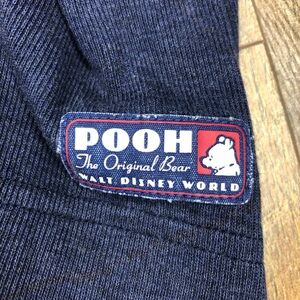 POOH
The Original Bear
WALT DISNEY WORLD